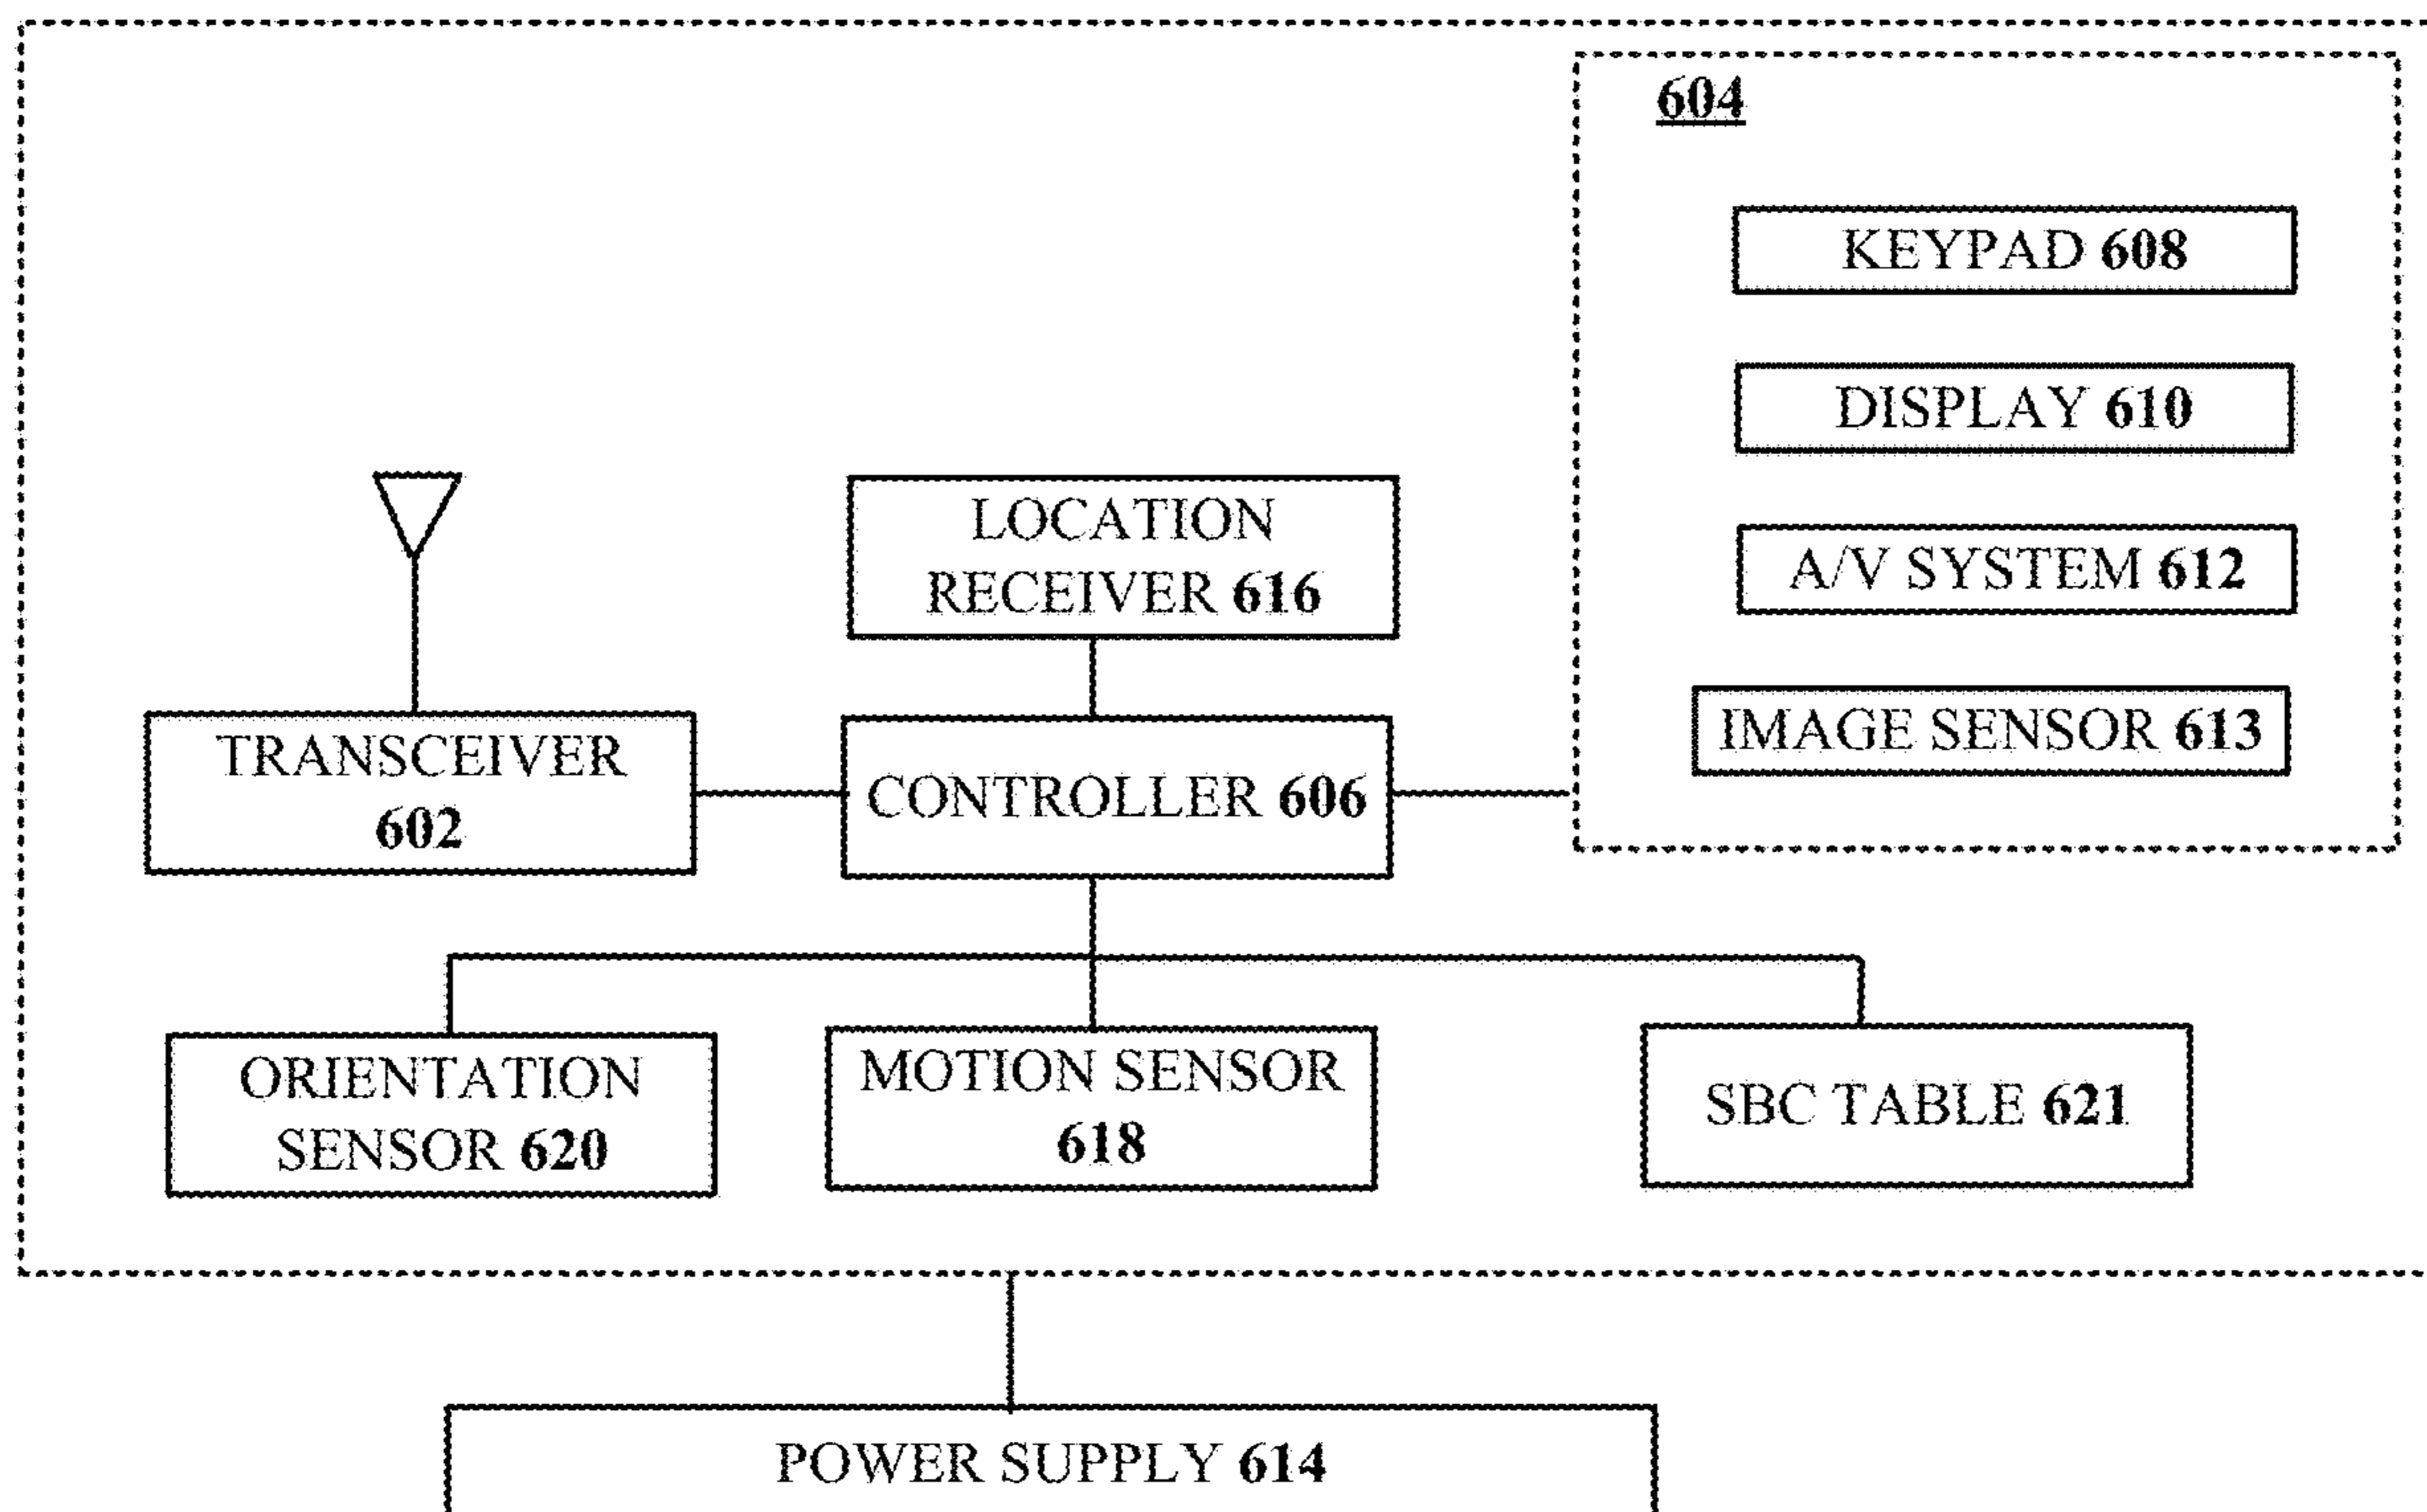 604
KEYPAD 608
DISPLAY 610
A/V SYSTEM 612
IMAGE SENSOR 613
LOCATION
RECEIVER 616
TRANSCEIVER
602
CONTROLLER 606
ORIENTATION
SENSOR 620
MOTION SENSOR
618
SBC TABLE 621
POWER SUPPLY 614